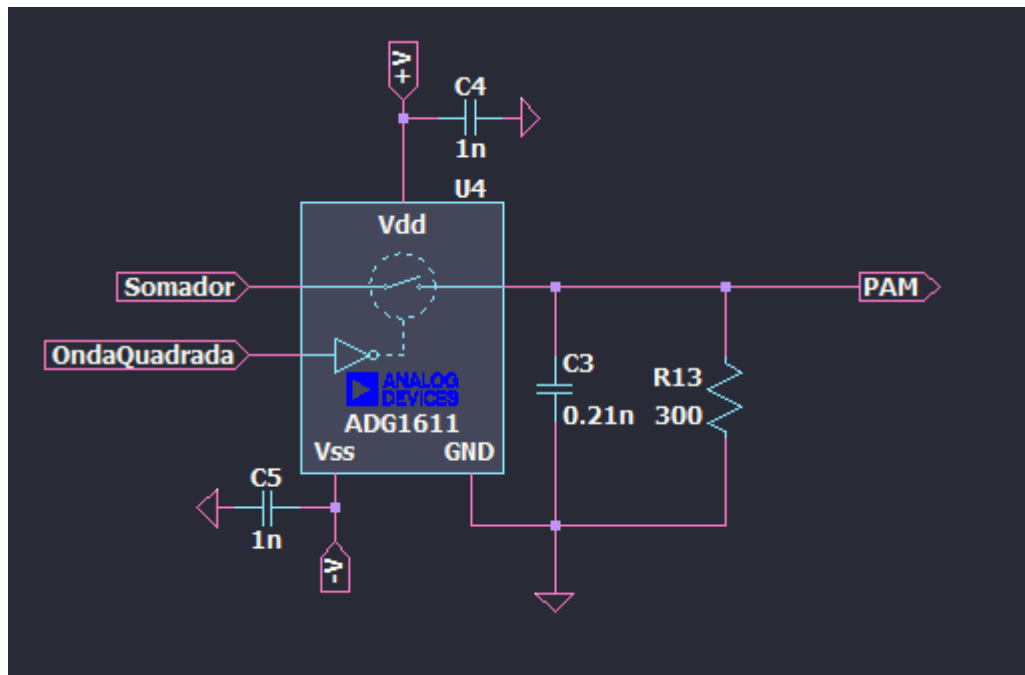 +V
C4
1n
U4
Vdd
Somador
PAM
OndaQuadrada
C3
0.21n
R13
300
ANALOG
DEVICES
ADG1611
Vss
GND
C5
1n
-V